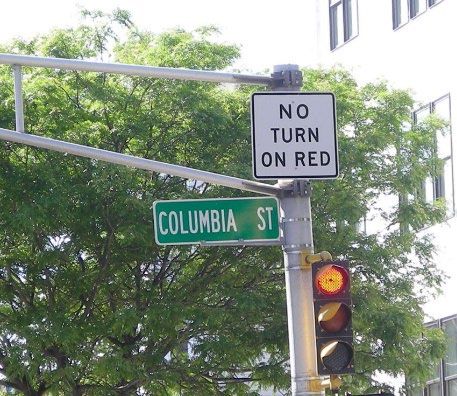 NO
TURN
ON RED
COLUMBIA ST